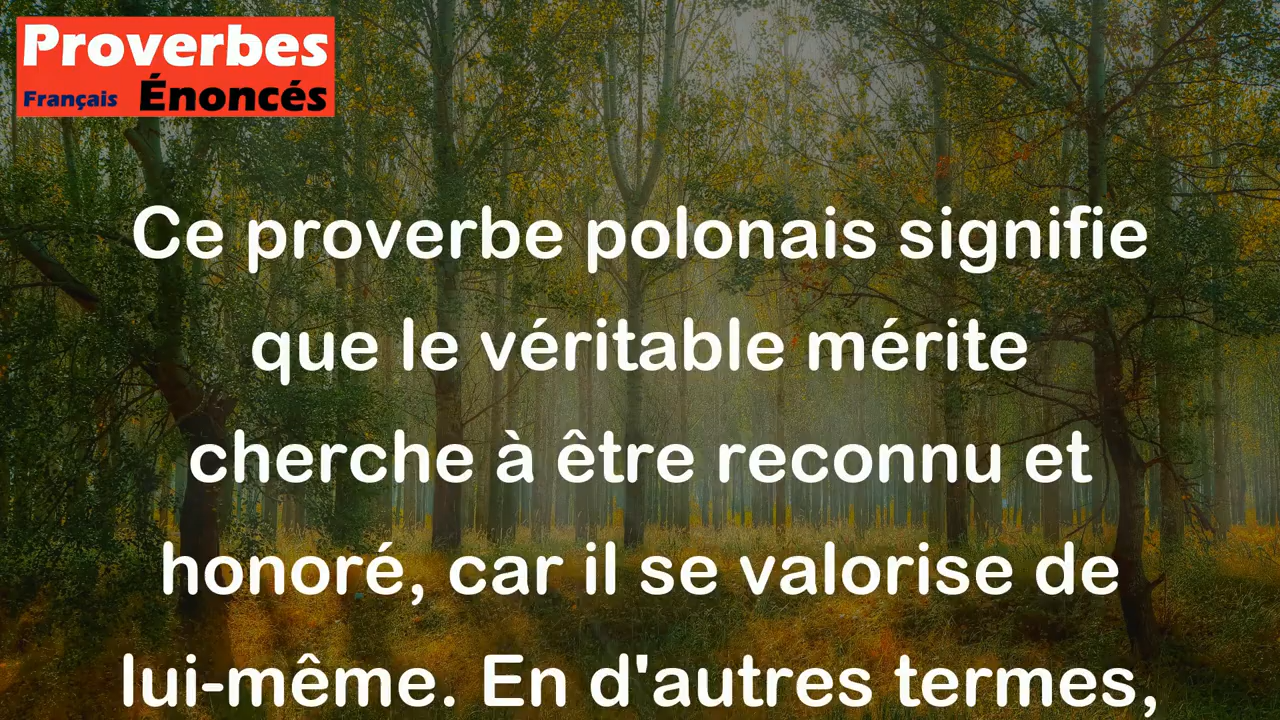 Proverbes
Français Énoncés
Ce proverbe polonais signifie
que le véritable mérite
cherche à être reconnu et
honoré, car il se valorise de
lui-même. En d'autres termes,